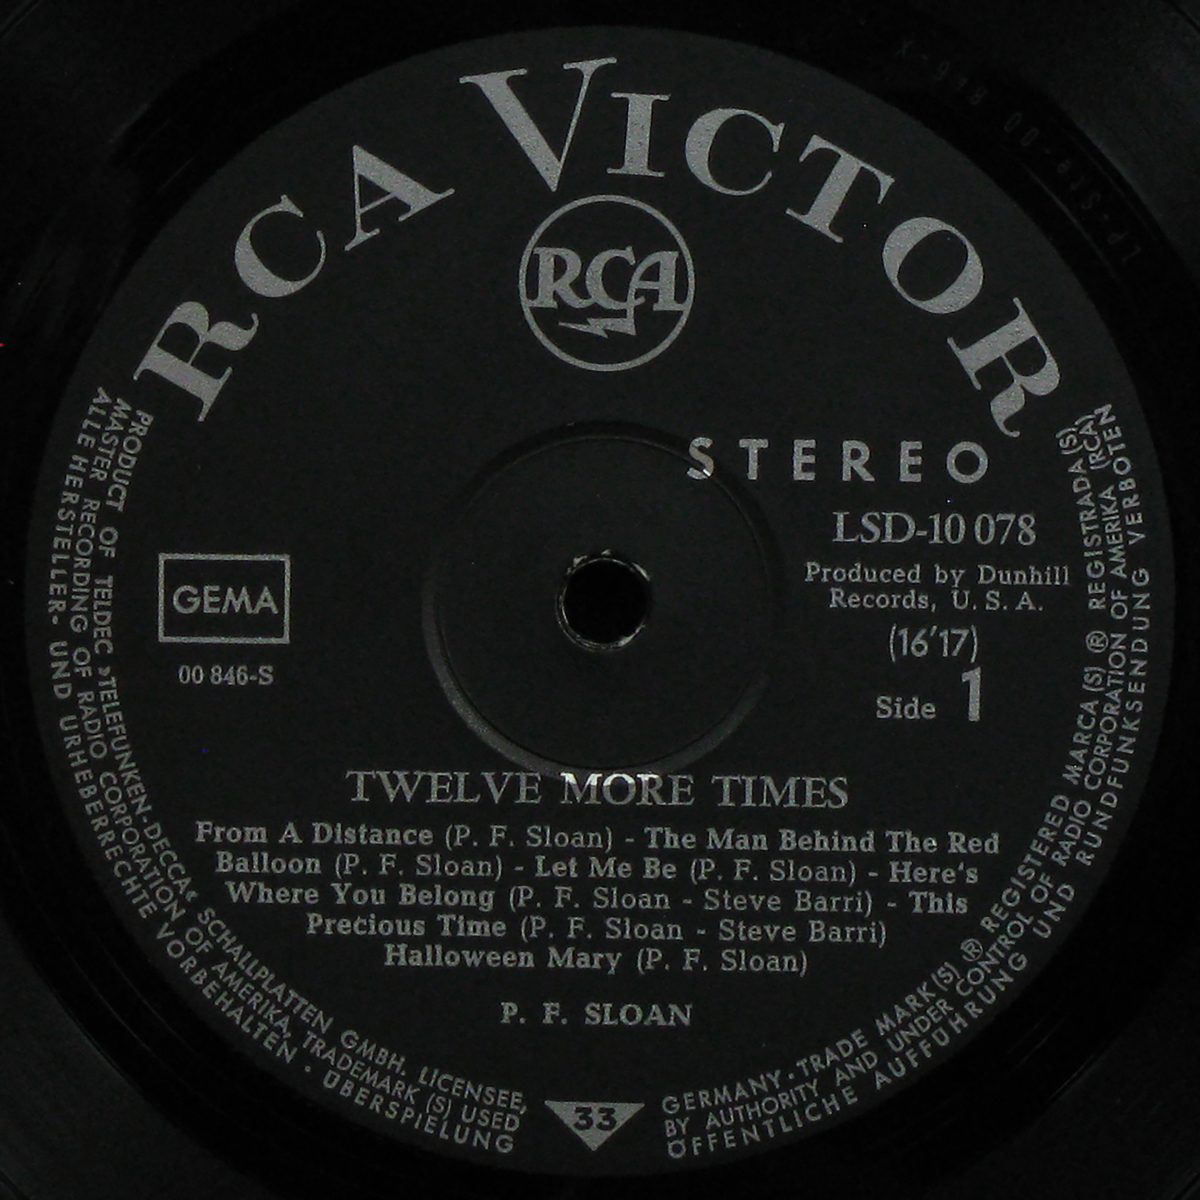 RCA VICTOR
RCA
STEREO
LSD-10 078
Produced by Dunhill
Records, U. S. A.
(16'17)
Side 1
GEMA
00 846-S
TWELVE MORE TIMES
From A Distance (P. F. Sloan) - The Man Behind The Red
Balloon (P. F. Sloan) - Let Me Be (P. F. Sloan) - Here's
Where You Belong (P. F. Sloan - Steve Barri) - This
Precious Time (P. F. Sloan - Steve Barri)
Halloween Mary (P. F. Sloan)
P. F. SLOAN
33
PRODUCT OF TELDEC »TELEFUNKEN-DECCA« SCHALLPLATTEN GMBH. LICENSEE,
MASTER RECORDING OF RADIO CORPORATION OF AMERIKA, TRADEMARK (S) USED
ALLE HERSTELLER- UND URHEBERRECHTE VORBEHALTEN · ÜBERSPIELUNG
GERMANY · TRADE MARK(S) ® REGISTERED MARCA(S) ® REGISTRADA(S)
BY AUTHORITY AND UNDER CONTROL OF RADIO CORPORATION OF AMERIKA (RCA)
ÖFFENTLICHE AUFFÜHRUNG UND RUNDFUNKSENDUNG VERBOTEN